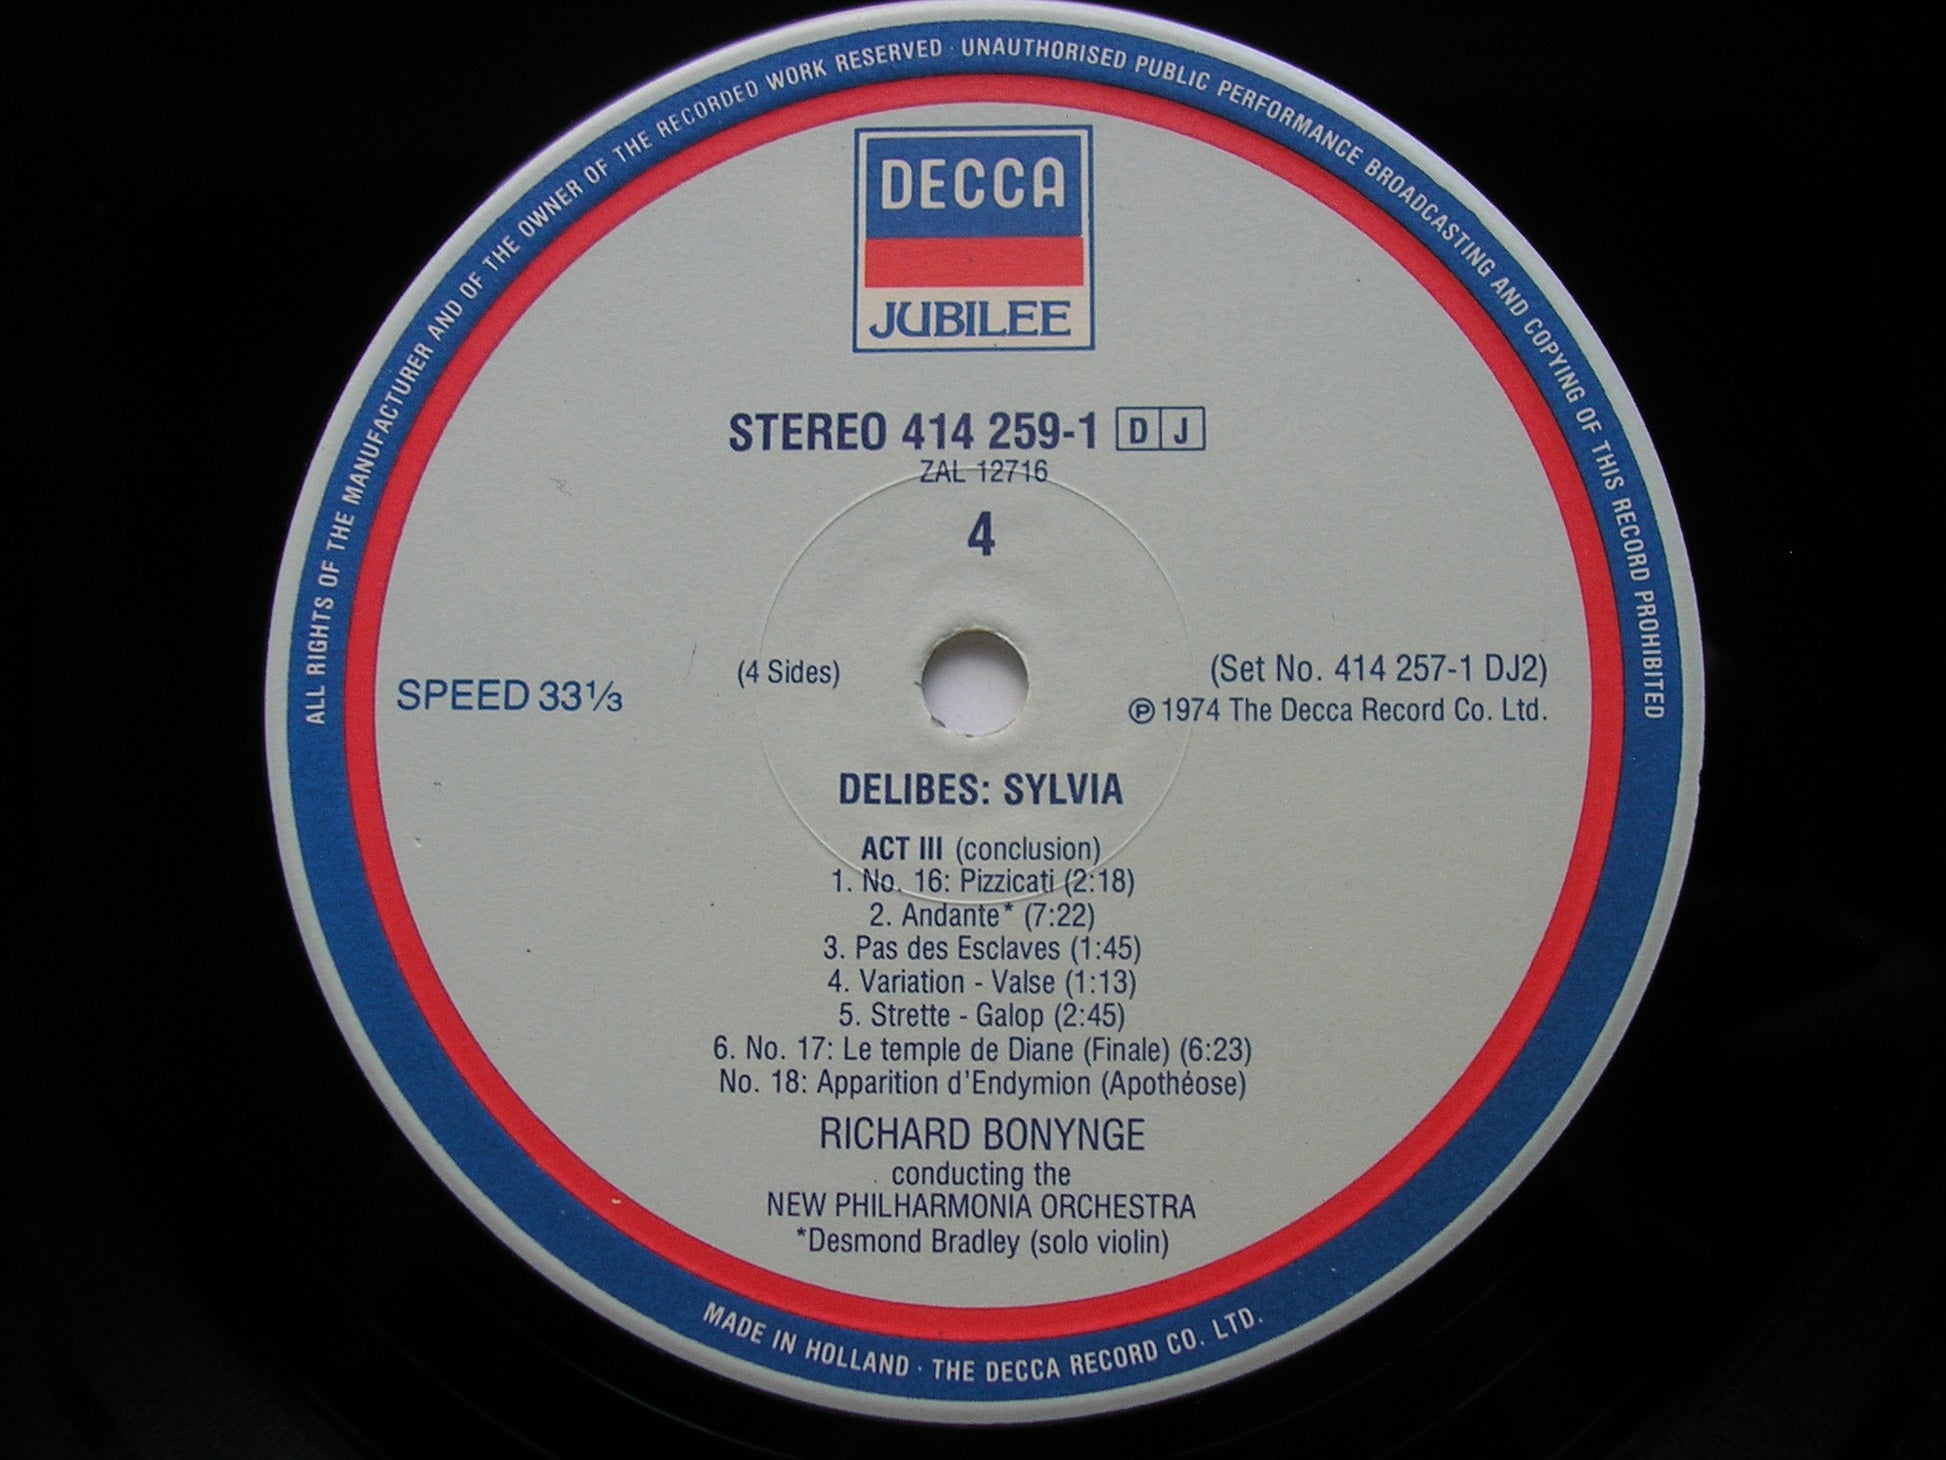 ALL RIGHTS OF THE MANUFACTURER AND OF THE OWNER OF THE RECORDED WORK RESERVED · UNAUTHORISED PUBLIC PERFORMANCE BROADCASTING AND COPYING OF THIS RECORD PROHIBITED
DECCA
JUBILEE
STEREO 414 259-1 D J
ZAL 12716
4
SPEED 33⅓
(4 Sides)
(Set No. 414 257-1 DJ2)
℗ 1974 The Decca Record Co. Ltd.
DELIBES: SYLVIA
ACT III (conclusion)
1. No. 16: Pizzicati (2:18)
2. Andante* (7:22)
3. Pas des Esclaves (1:45)
4. Variation - Valse (1:13)
5. Strette - Galop (2:45)
6. No. 17: Le temple de Diane (Finale) (6:23)
No. 18: Apparition d'Endymion (Apothéose)
RICHARD BONYNGE
conducting the
NEW PHILHARMONIA ORCHESTRA
*Desmond Bradley (solo violin)
MADE IN HOLLAND · THE DECCA RECORD CO. LTD.